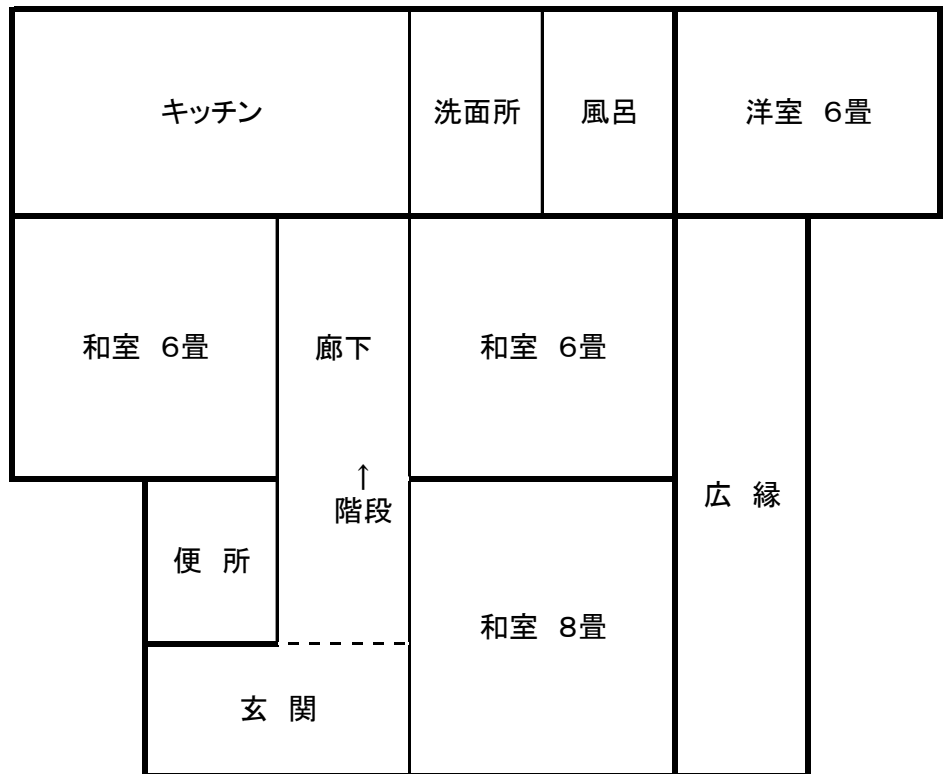 キッチン
洗面所
風呂
洋室　６畳
和室　６畳
廊下
和室　６畳
↑
階段
広　縁
便　所
和室　８畳
玄　関